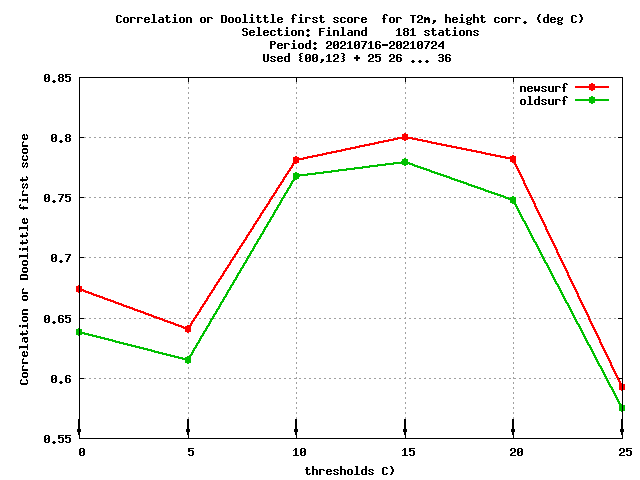 Correlation or Doolittle first score  for T2m, height corr. (deg C)
Selection: Finland    181 stations
Period: 20210716-20210724
Used {00,12} + 25 26 ... 36
newsurf
oldsurf
Correlation or Doolittle first score
0.85
0.8
0.75
0.7
0.65
0.6
0.55
0 5 10 15 20 25
thresholds C)